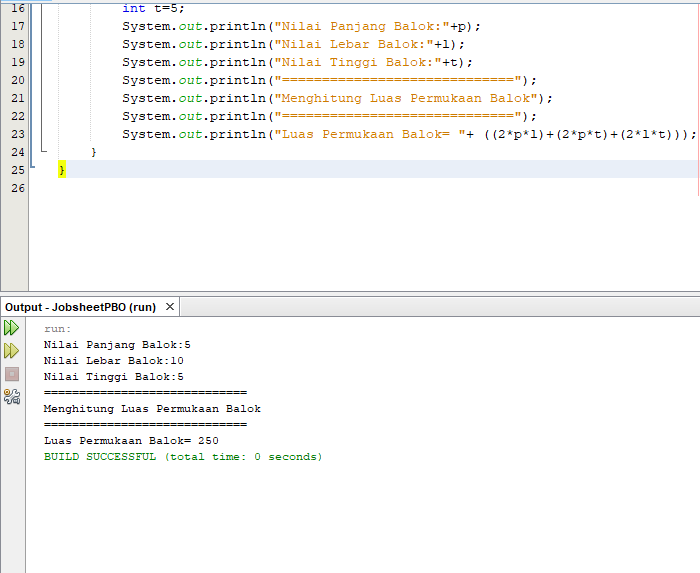 16 int t=5;
17 System.out.println("Nilai Panjang Balok:"+p);
18 System.out.println("Nilai Lebar Balok:"+l);
19 System.out.println("Nilai Tinggi Balok:"+t);
20 System.out.println("=============================");
21 System.out.println("Menghitung Luas Permukaan Balok");
22 System.out.println("=============================");
23 System.out.println("Luas Permukaan Balok= "+ ((2*p*l)+(2*p*t)+(2*l*t)));
24 }
25 }
26
Output - JobsheetPBO (run) ×
run:
Nilai Panjang Balok:5
Nilai Lebar Balok:10
Nilai Tinggi Balok:5
=============================
Menghitung Luas Permukaan Balok
=============================
Luas Permukaan Balok= 250
BUILD SUCCESSFUL (total time: 0 seconds)